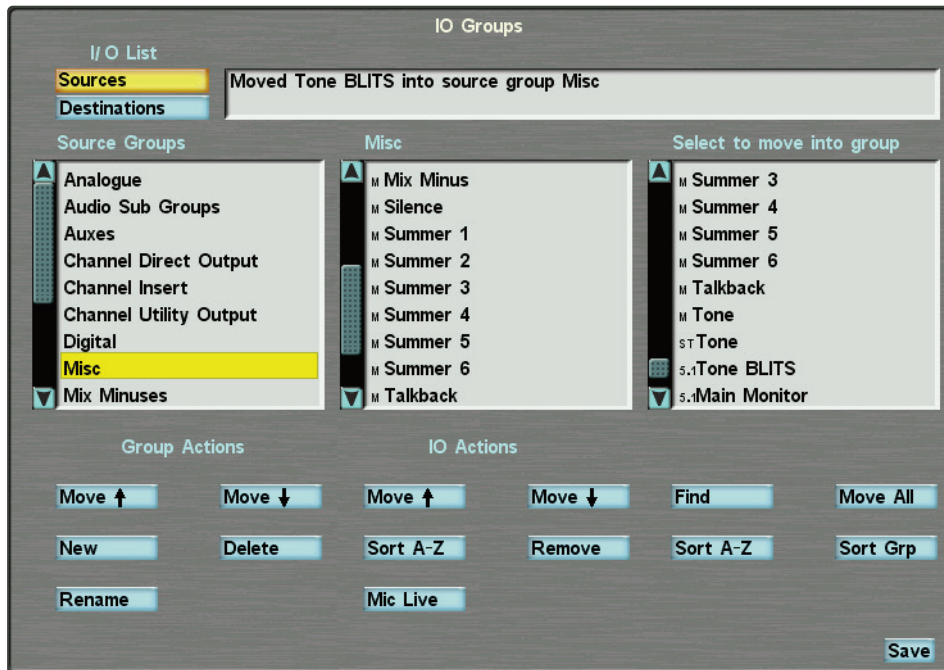 IO Groups
I/O List
Sources
Destinations
Moved Tone BLITS into source group Misc
Source Groups
Analogue
Audio Sub Groups
Auxes
Channel Direct Output
Channel Insert
Channel Utility Output
Digital
Misc
Mix Minuses
Misc
M Mix Minus
M Silence
M Summer 1
M Summer 2
M Summer 3
M Summer 4
M Summer 5
M Summer 6
M Talkback
Select to move into group
M Summer 3
M Summer 4
M Summer 5
M Summer 6
M Talkback
M Tone
ST Tone
5.1 Tone BLITS
5.1 Main Monitor
Group Actions
IO Actions
Move ↑ Move ↓ Move ↑ Move ↓ Find Move All
New Delete Sort A-Z Remove Sort A-Z Sort Grp
Rename Mic Live
Save